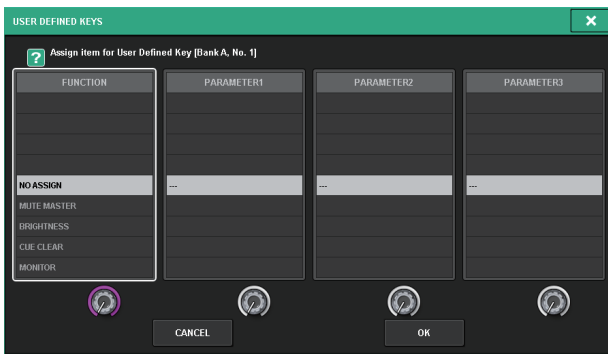 USER DEFINED KEYS
?
Assign item for User Defined Key [Bank A, No. 1]
FUNCTION PARAMETER1 PARAMETER2 PARAMETER3
NO ASSIGN --- --- ---
MUTE MASTER
BRIGHTNESS
CUE CLEAR
MONITOR
CANCEL OK